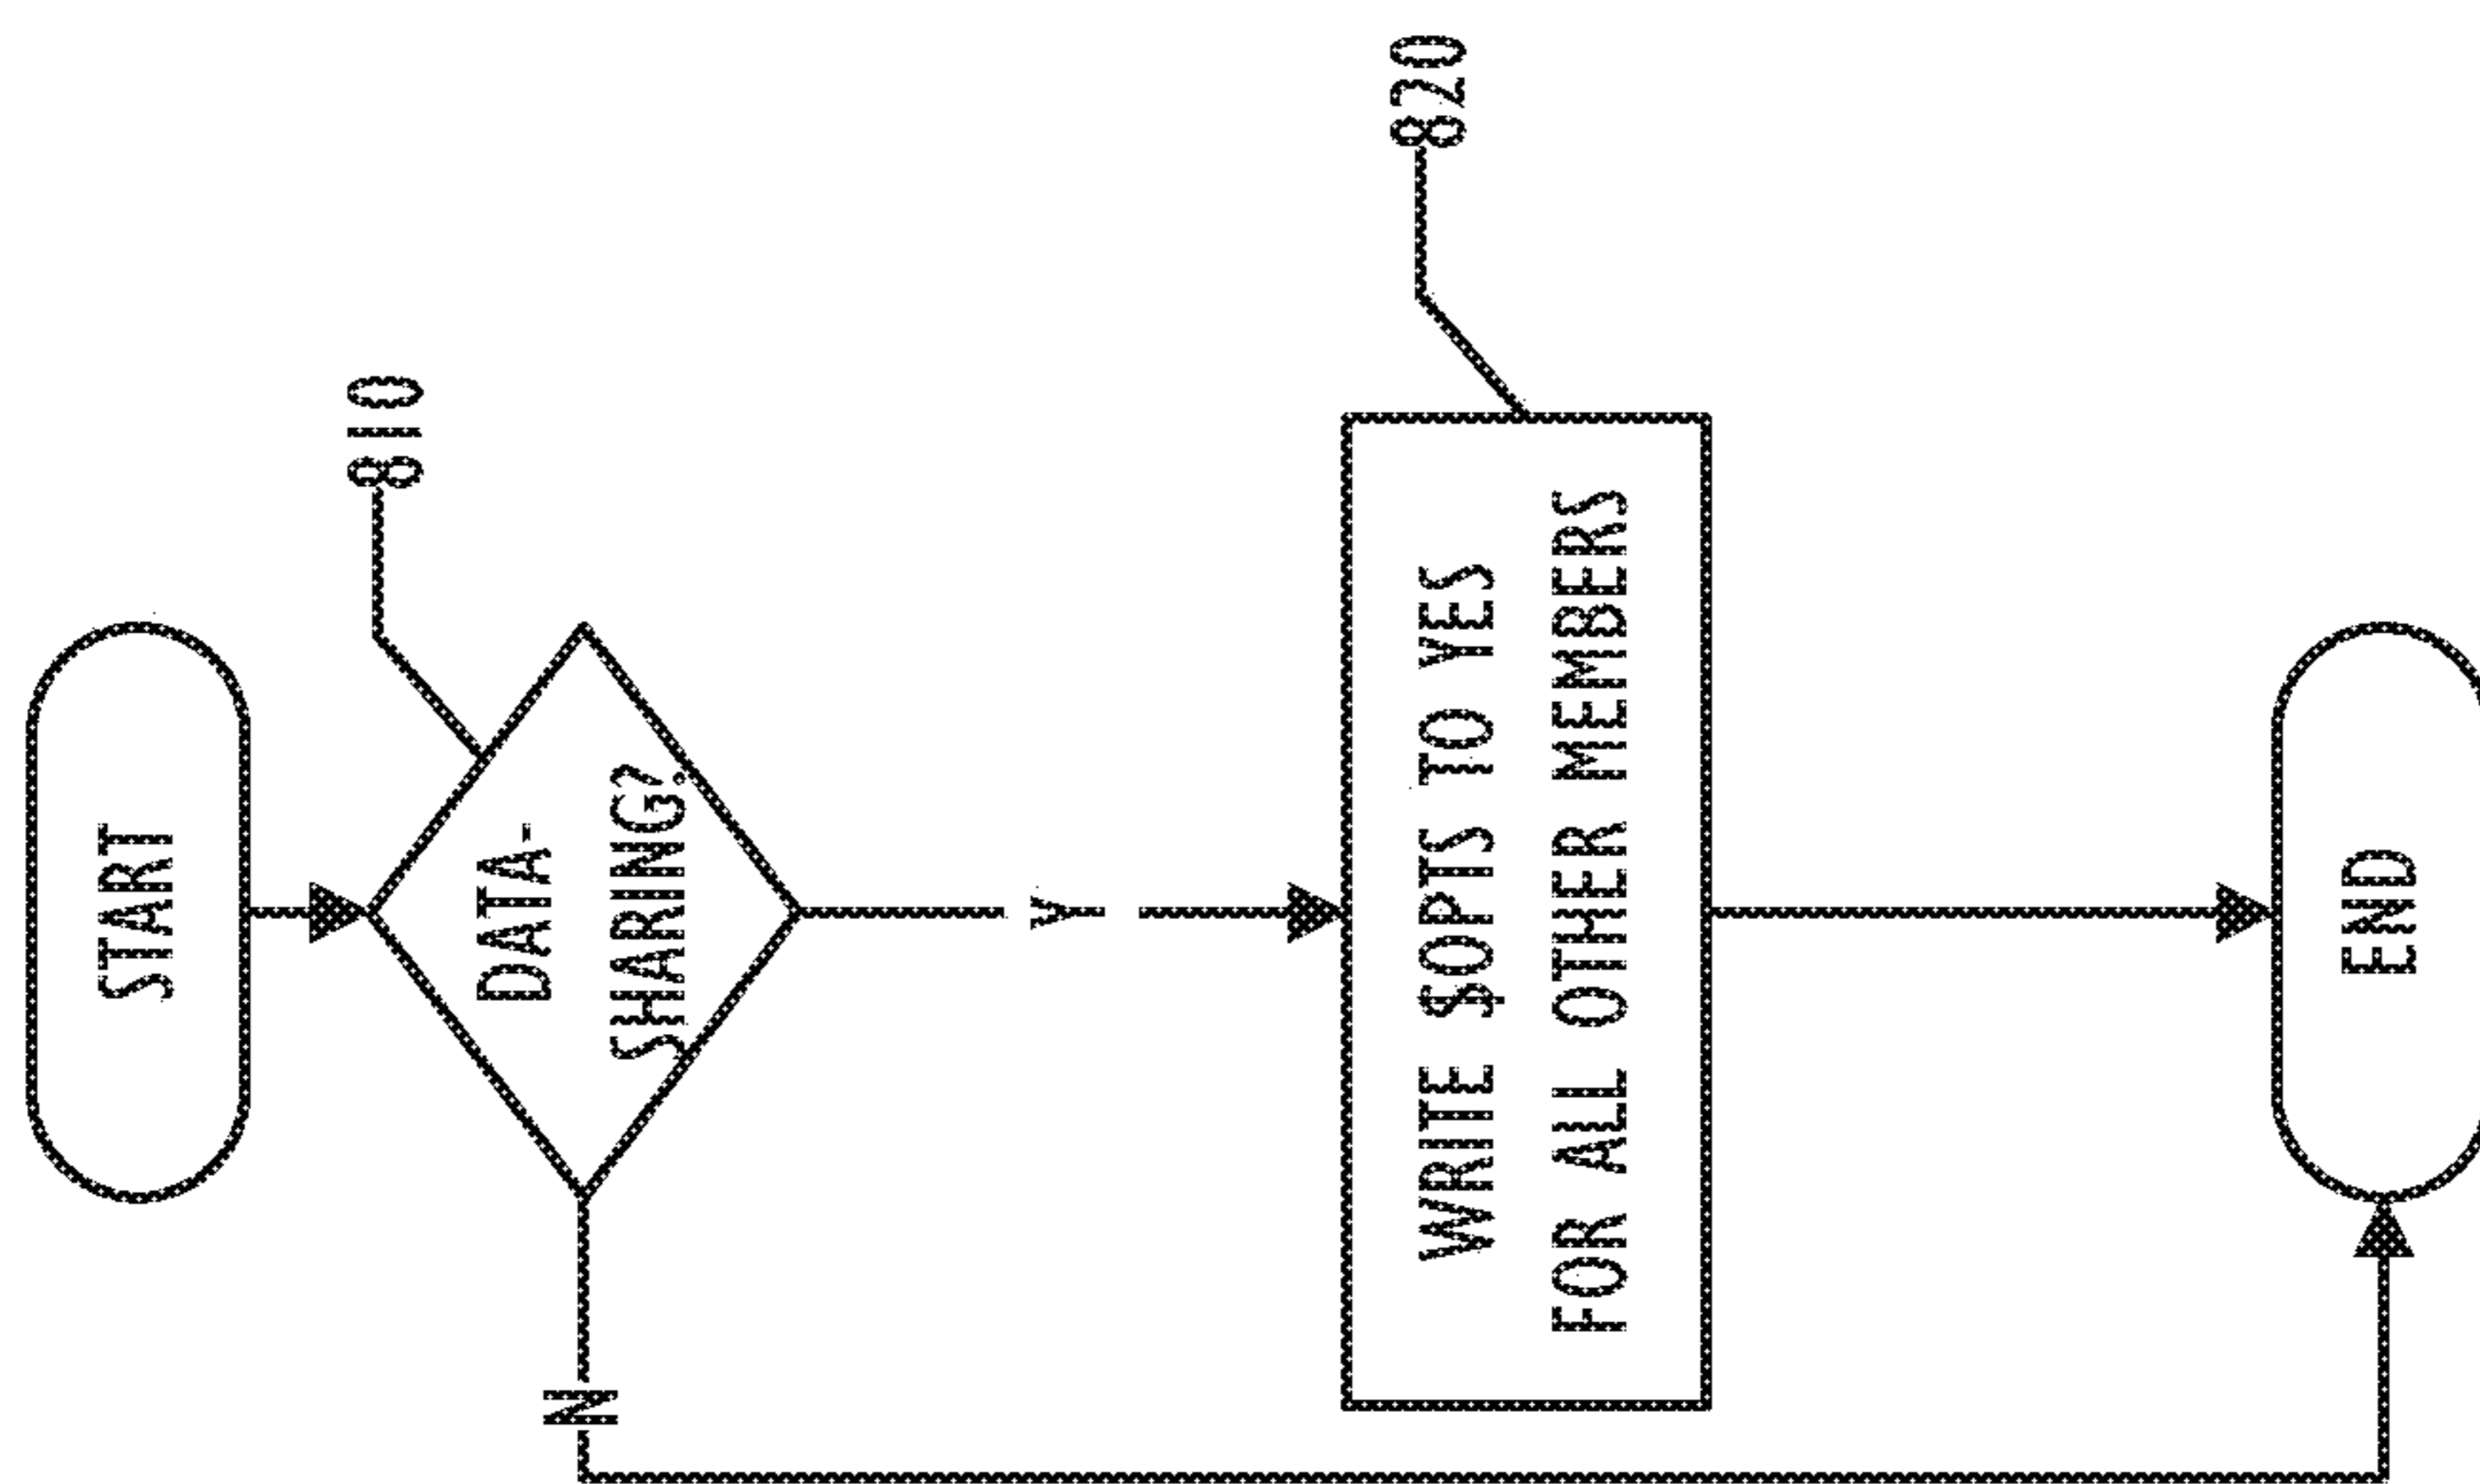 START
810
DATA-
SHARING?
N
Y
820
WRITE $OPTS TO YES
FOR ALL OTHER MEMBERS
END